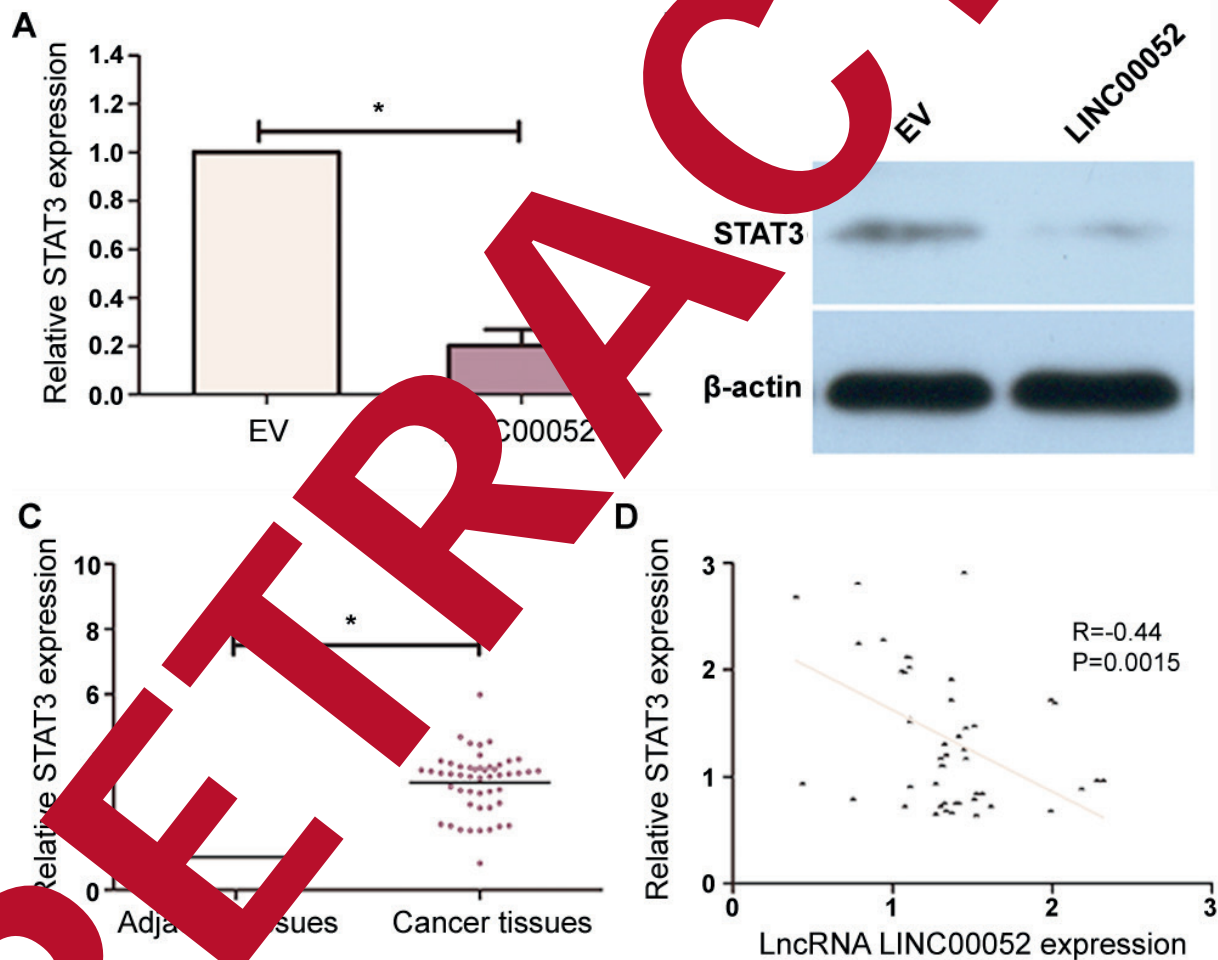 A
Relative STAT3 expression
1.4
1.2
1.0
0.8
0.6
0.4
0.2
0.0
*
EV
C00052
EV
LINC00052
STAT3
β-actin
C
Relative STAT3 expression
10
8
6
0
*
Adja
sues
Cancer tissues
D
Relative STAT3 expression
3
2
1
0
R=-0.44
P=0.0015
0 1 2 3
LncRNA LINC00052 expression
RETRACT